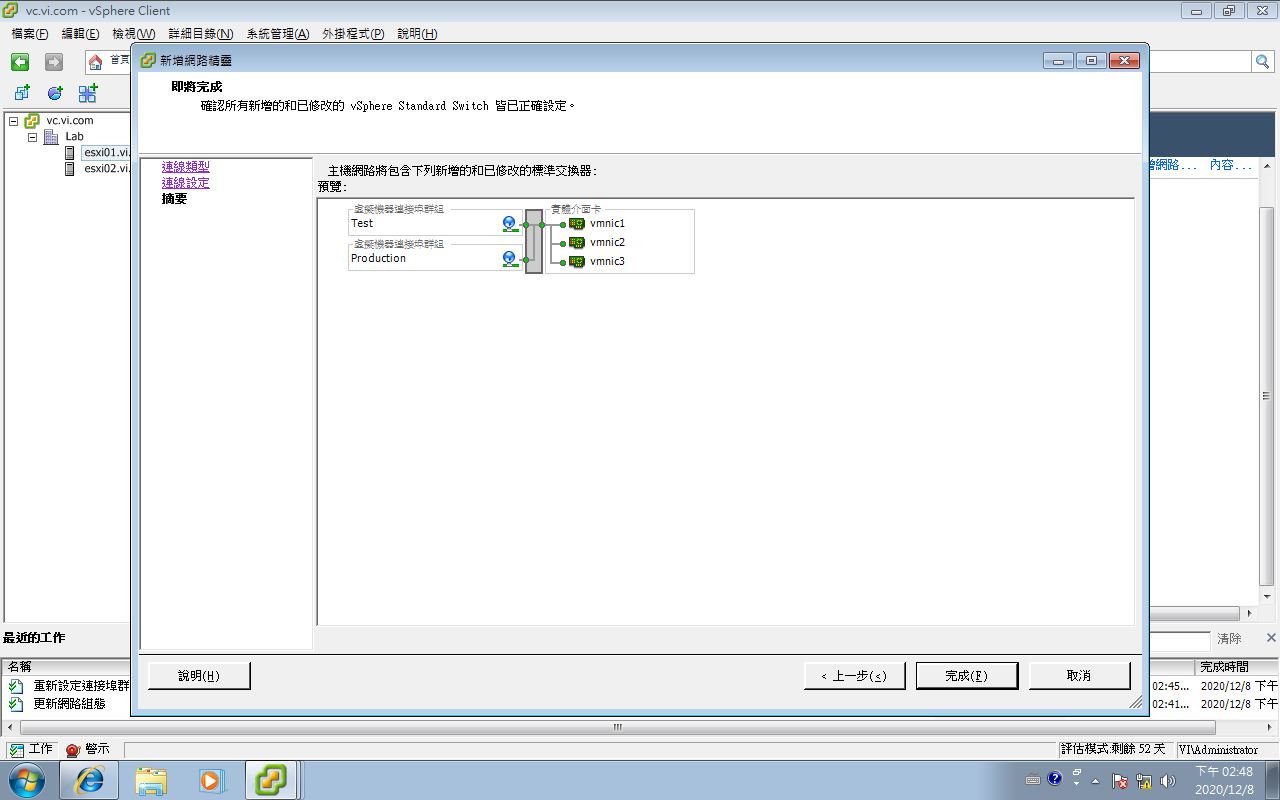 vc.vi.com - vSphere Client
檔案(F) 編輯(E) 檢視(W) 詳細目錄(N) 系統管理(A) 外掛程式(P) 說明(H)
首頁
新增網路精靈
即將完成
確認所有新增的和已修改的 vSphere Standard Switch 皆已正確設定。
vc.vi.com
Lab
esxi01.vi.
esxi02.vi.
連線類型
連線設定
摘要
主機網路將包含下列新增的和已修改的標準交換器:
預覽:
虛擬機器連接埠群組
Test
虛擬機器連接埠群組
Production
實體介面卡
vmnic1
vmnic2
vmnic3
增網路... 內容...
說明(H) < 上一步(<) 完成(F) 取消
最近的工作
清除
名稱 完成時間
重新設定連接埠群 02:45... 2020/12/8 下午
更新網路組態 02:41... 2020/12/8 下午
工作 警示 評估模式:剩餘 52 天 VI\Administrator
下午 02:48
2020/12/8